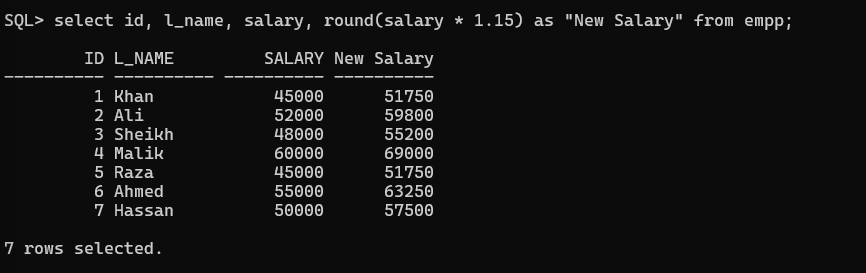 SQL> select id, l_name, salary, round(salary * 1.15) as "New Salary" from empp;
        ID L_NAME         SALARY New Salary
---------- ---------- ---------- ----------
         1 Khan            45000      51750
         2 Ali             52000      59800
         3 Sheikh          48000      55200
         4 Malik           60000      69000
         5 Raza            45000      51750
         6 Ahmed           55000      63250
         7 Hassan          50000      57500
7 rows selected.